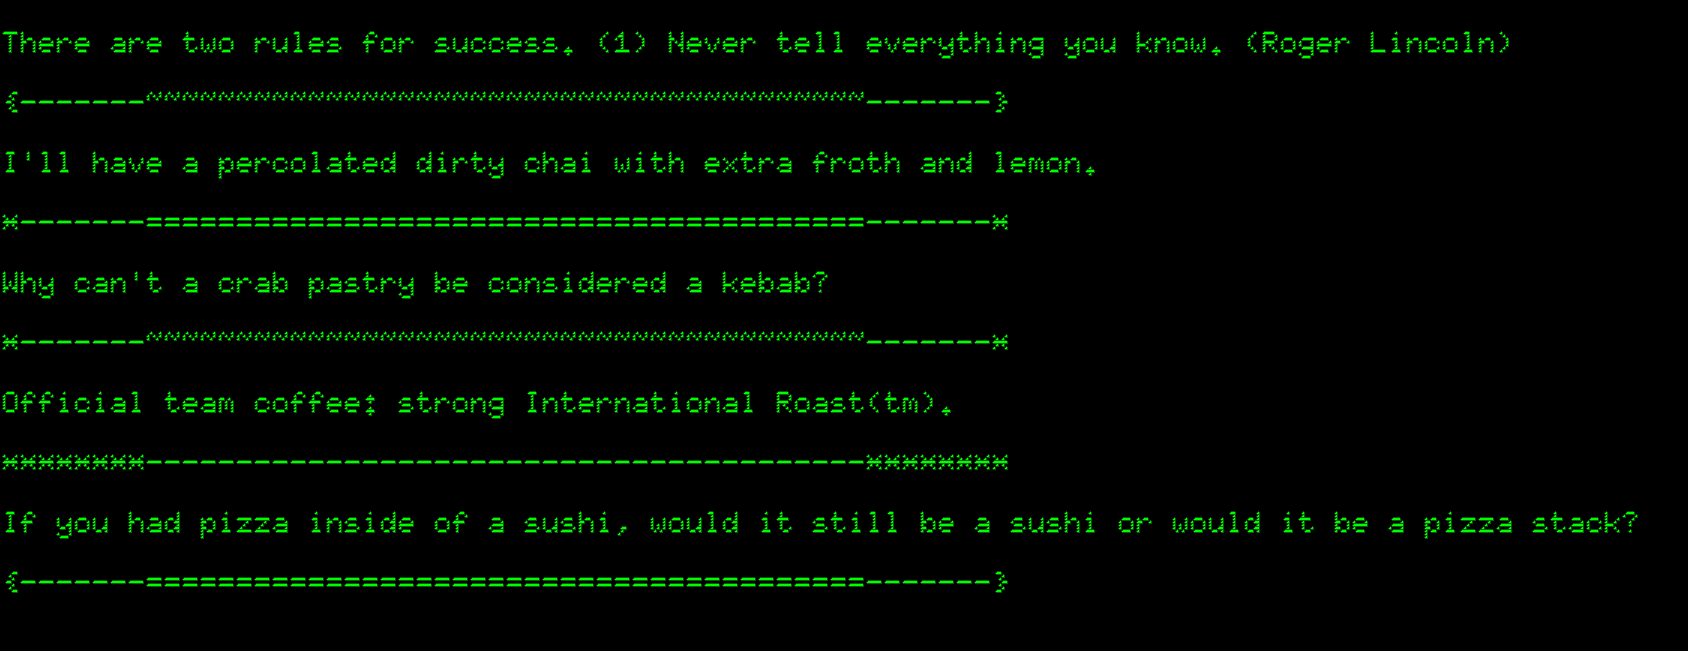 There are two rules for success. (1) Never tell everything you know. (Roger Lincoln)
{-------~~~~~~~~~~~~~~~~~~~~~~~~~~~~~~~~~~~~~~~~-------}
I'll have a percolated dirty chai with extra froth and lemon.
*-------========================================-------*
Why can't a crab pastry be considered a kebab?
*-------~~~~~~~~~~~~~~~~~~~~~~~~~~~~~~~~~~~~~~~~-------*
Official team coffee: strong International Roast(tm).
********----------------------------------------********
If you had pizza inside of a sushi, would it still be a sushi or would it be a pizza stack?
{-------========================================-------}